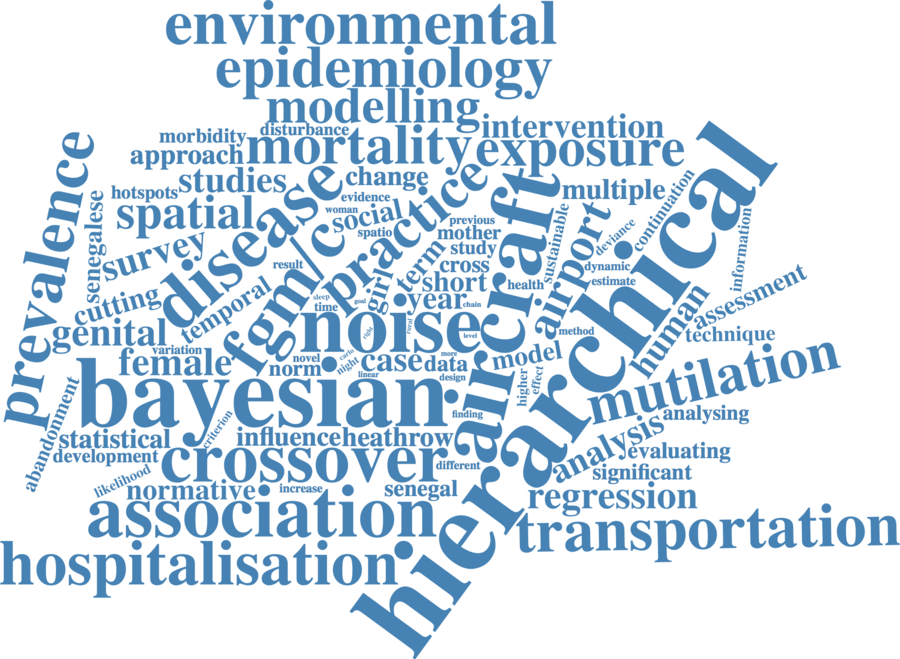 environmental
epidemiology
modelling
disturbance
morbidity
intervention
mortality
approach
exposure
prevalence
senegalese
hotspots
studies
disease
change
evidence
woman
social
spatio
practice
previous
mother
study
cross
short
term
girl
aircraft
sustainable
multiple
airport
deviance
continuation
information
hierarchical
spatial
survey
cutting
genital
temporal
fgm/c
result
sleep
time
goal
year
chain
health
dynamic
estimate
assessment
technique
human
method
noise
right
rural
level
female
variation
norm
novel
carlo
night
linear
case
data
more
design
model
higher
effect
mutilation
bayesian
finding
abandonment
statistical
development
criterion
influence
heathrow
crossover
different
analysis
analysing
evaluating
significant
likelihood
normative
increase
senegal
regression
association
transportation
hospitalisation